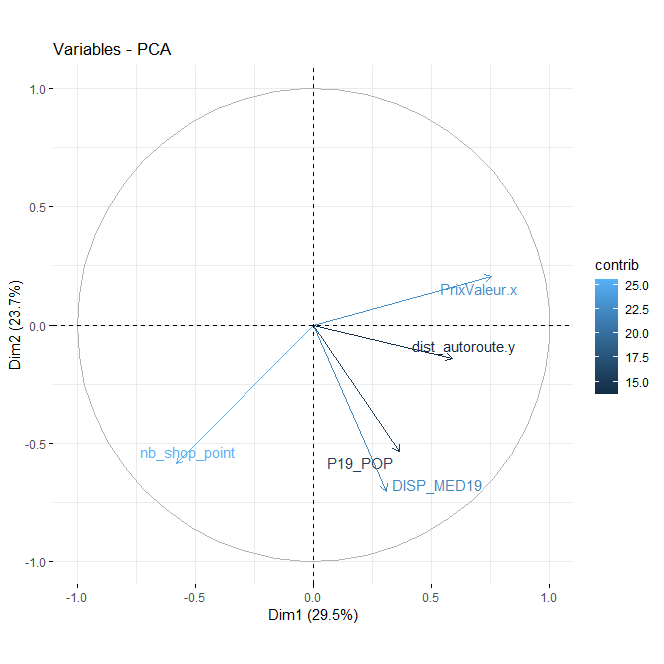 Variables - PCA
1.0
0.5
0.0
-0.5
-1.0
Dim2 (23.7%)
PrixValeur.x
dist_autoroute.y
nb_shop_point
P19_POP
DISP_MED19
-1.0 -0.5 0.0 0.5 1.0
Dim1 (29.5%)
contrib
25.0
22.5
20.0
17.5
15.0